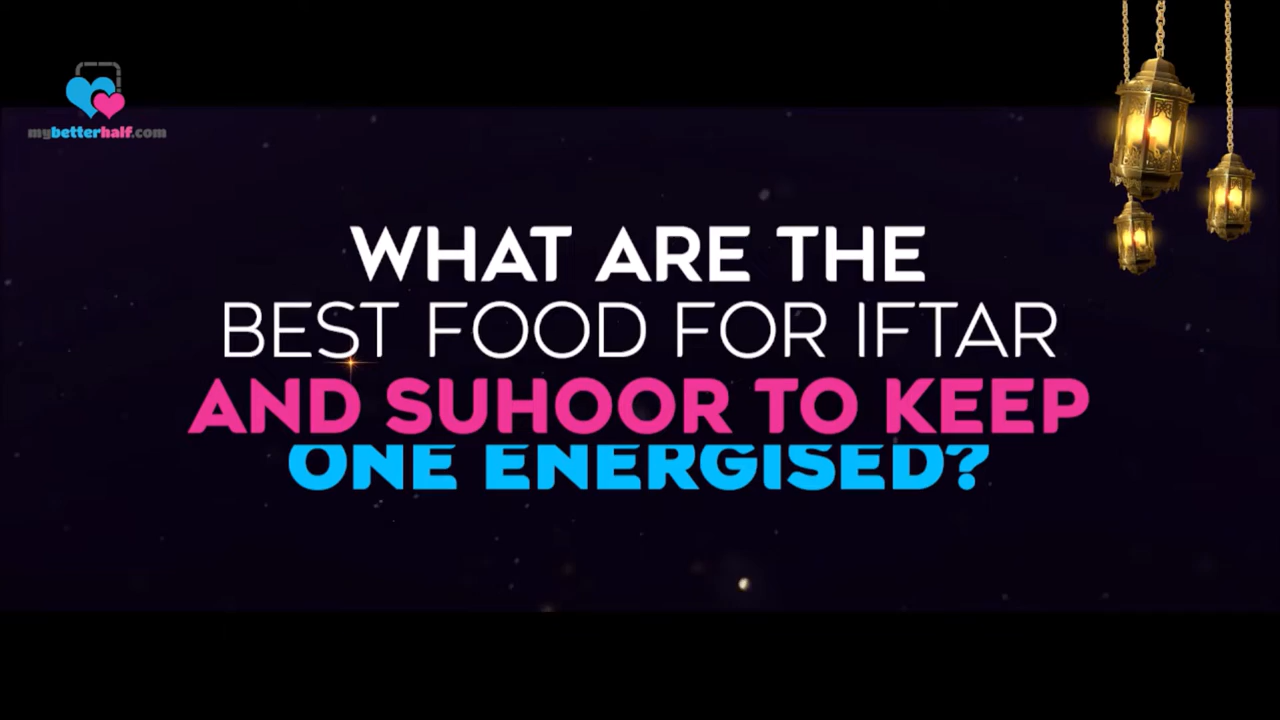 mybetterhalf.com
WHAT ARE THE
BEST FOOD FOR IFTAR
AND SUHOOR TO KEEP
ONE ENERGISED?